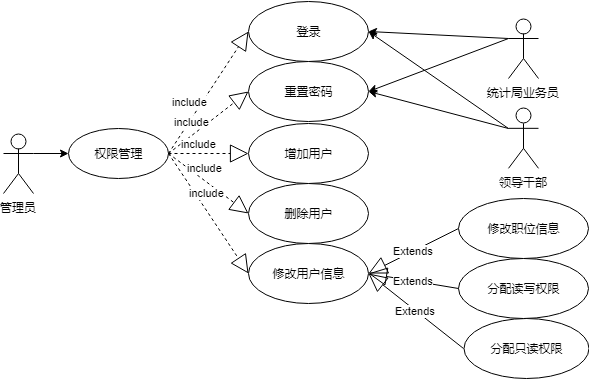 登录
include
重置密码
统计局业务员
include
include
权限管理
增加用户
include
领导干部
include
管理员
删除用户
修改职位信息
Extends
修改用户信息
Extends
分配读写权限
Extends
分配只读权限